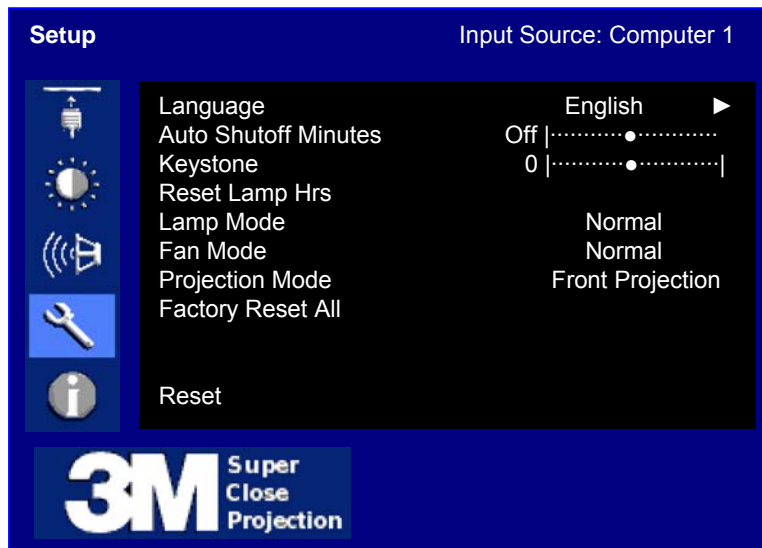 Setup Input Source: Computer 1
Language English ►
Auto Shutoff Minutes Off |···········●············
Keystone 0 |···········●············|
Reset Lamp Hrs
Lamp Mode Normal
Fan Mode Normal
Projection Mode Front Projection
Factory Reset All
Reset
3M Super
Close
Projection